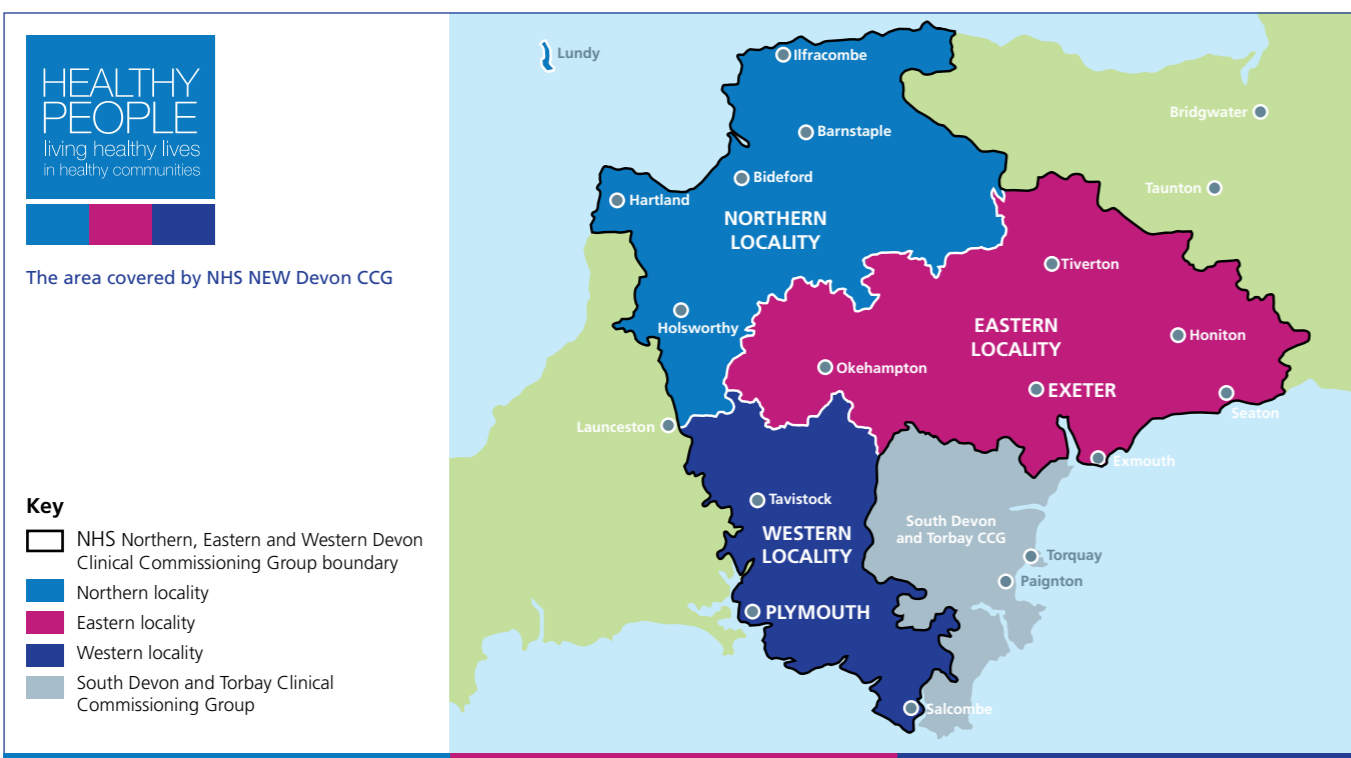 HEALTHY
PEOPLE
living healthy lives
in healthy communities
The area covered by NHS NEW Devon CCG
Key
NHS Northern, Eastern and Western Devon
Clinical Commissioning Group boundary
Northern locality
Eastern locality
Western locality
South Devon and Torbay Clinical
Commissioning Group
Lundy
Ilfracombe
Bridgwater
Barnstaple
Bideford
Taunton
Hartland
NORTHERN
LOCALITY
Tiverton
Holsworthy
EASTERN
LOCALITY
Honiton
Okehampton
EXETER
Seaton
Launceston
Exmouth
Tavistock
South Devon
and Torbay CCG
WESTERN
LOCALITY
Torquay
Paignton
PLYMOUTH
Salcombe